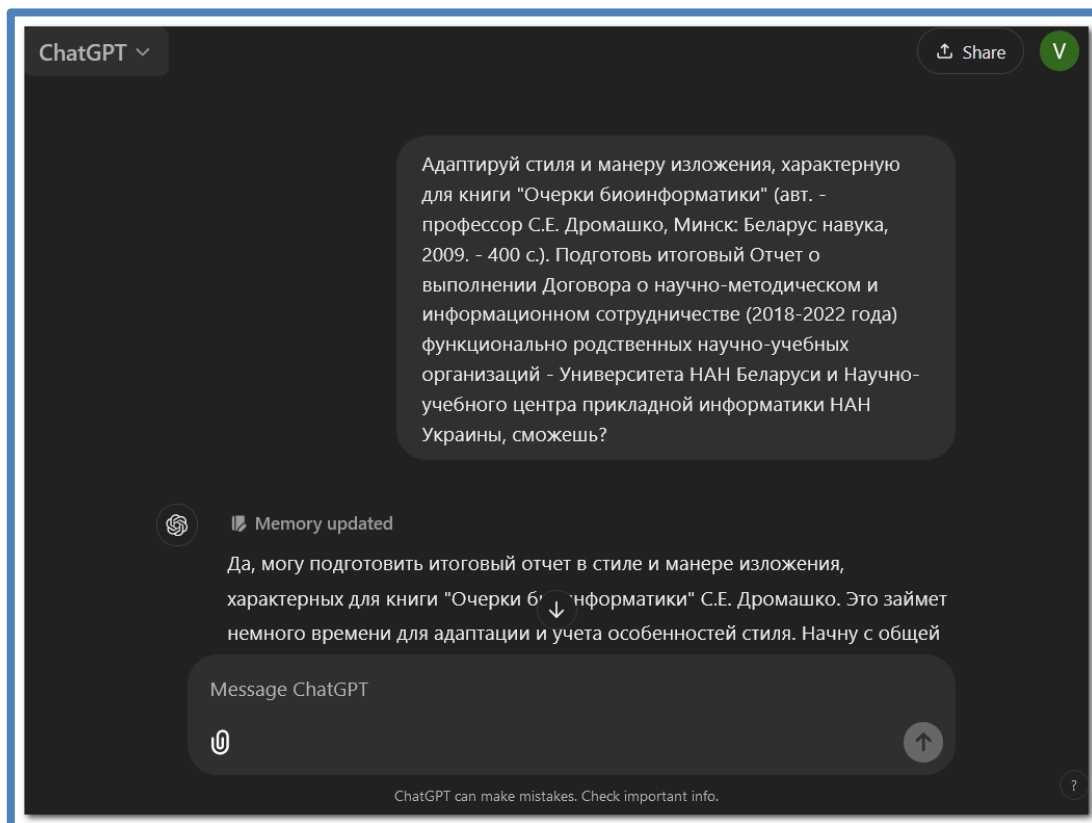 ChatGPT
Share
V
Адаптируй стиля и манеру изложения, характерную
для книги "Очерки биоинформатики" (авт. -
профессор С.Е. Дромашко, Минск: Беларус навука,
2009. - 400 с.). Подготовь итоговый Отчет о
выполнении Договора о научно-методическом и
информационном сотрудничестве (2018-2022 года)
функционально родственных научно-учебных
организаций - Университета НАН Беларуси и Научно-
учебного центра прикладной информатики НАН
Украины, сможешь?
Memory updated
Да, могу подготовить итоговый отчет в стиле и манере изложения,
характерных для книги "Очерки С.Е. Дромашко. Это займет
немного времени для адаптации и учета особенностей стиля. Начну с общей
Message ChatGPT
ChatGPT can make mistakes. Check important info.
?